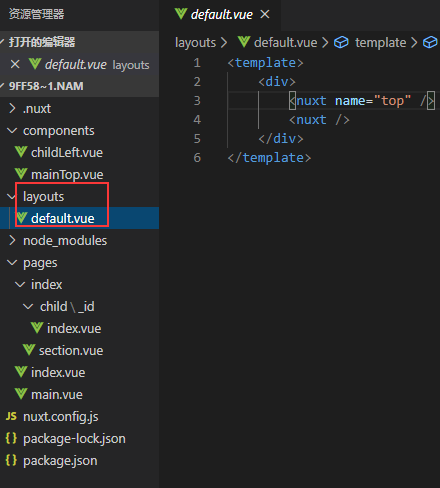 资源管理器
打开的编辑器
default.vue layouts
9FF58~1.NAM
.nuxt
components
childLeft.vue
mainTop.vue
layouts
default.vue
node_modules
pages
index
child \ _id
index.vue
section.vue
index.vue
main.vue
nuxt.config.js
package-lock.json
package.json
default.vue
layouts > default.vue > template >
1 <template>
2 <div>
3 <nuxt name="top" />
4 <nuxt />
5 </div>
6 </template>